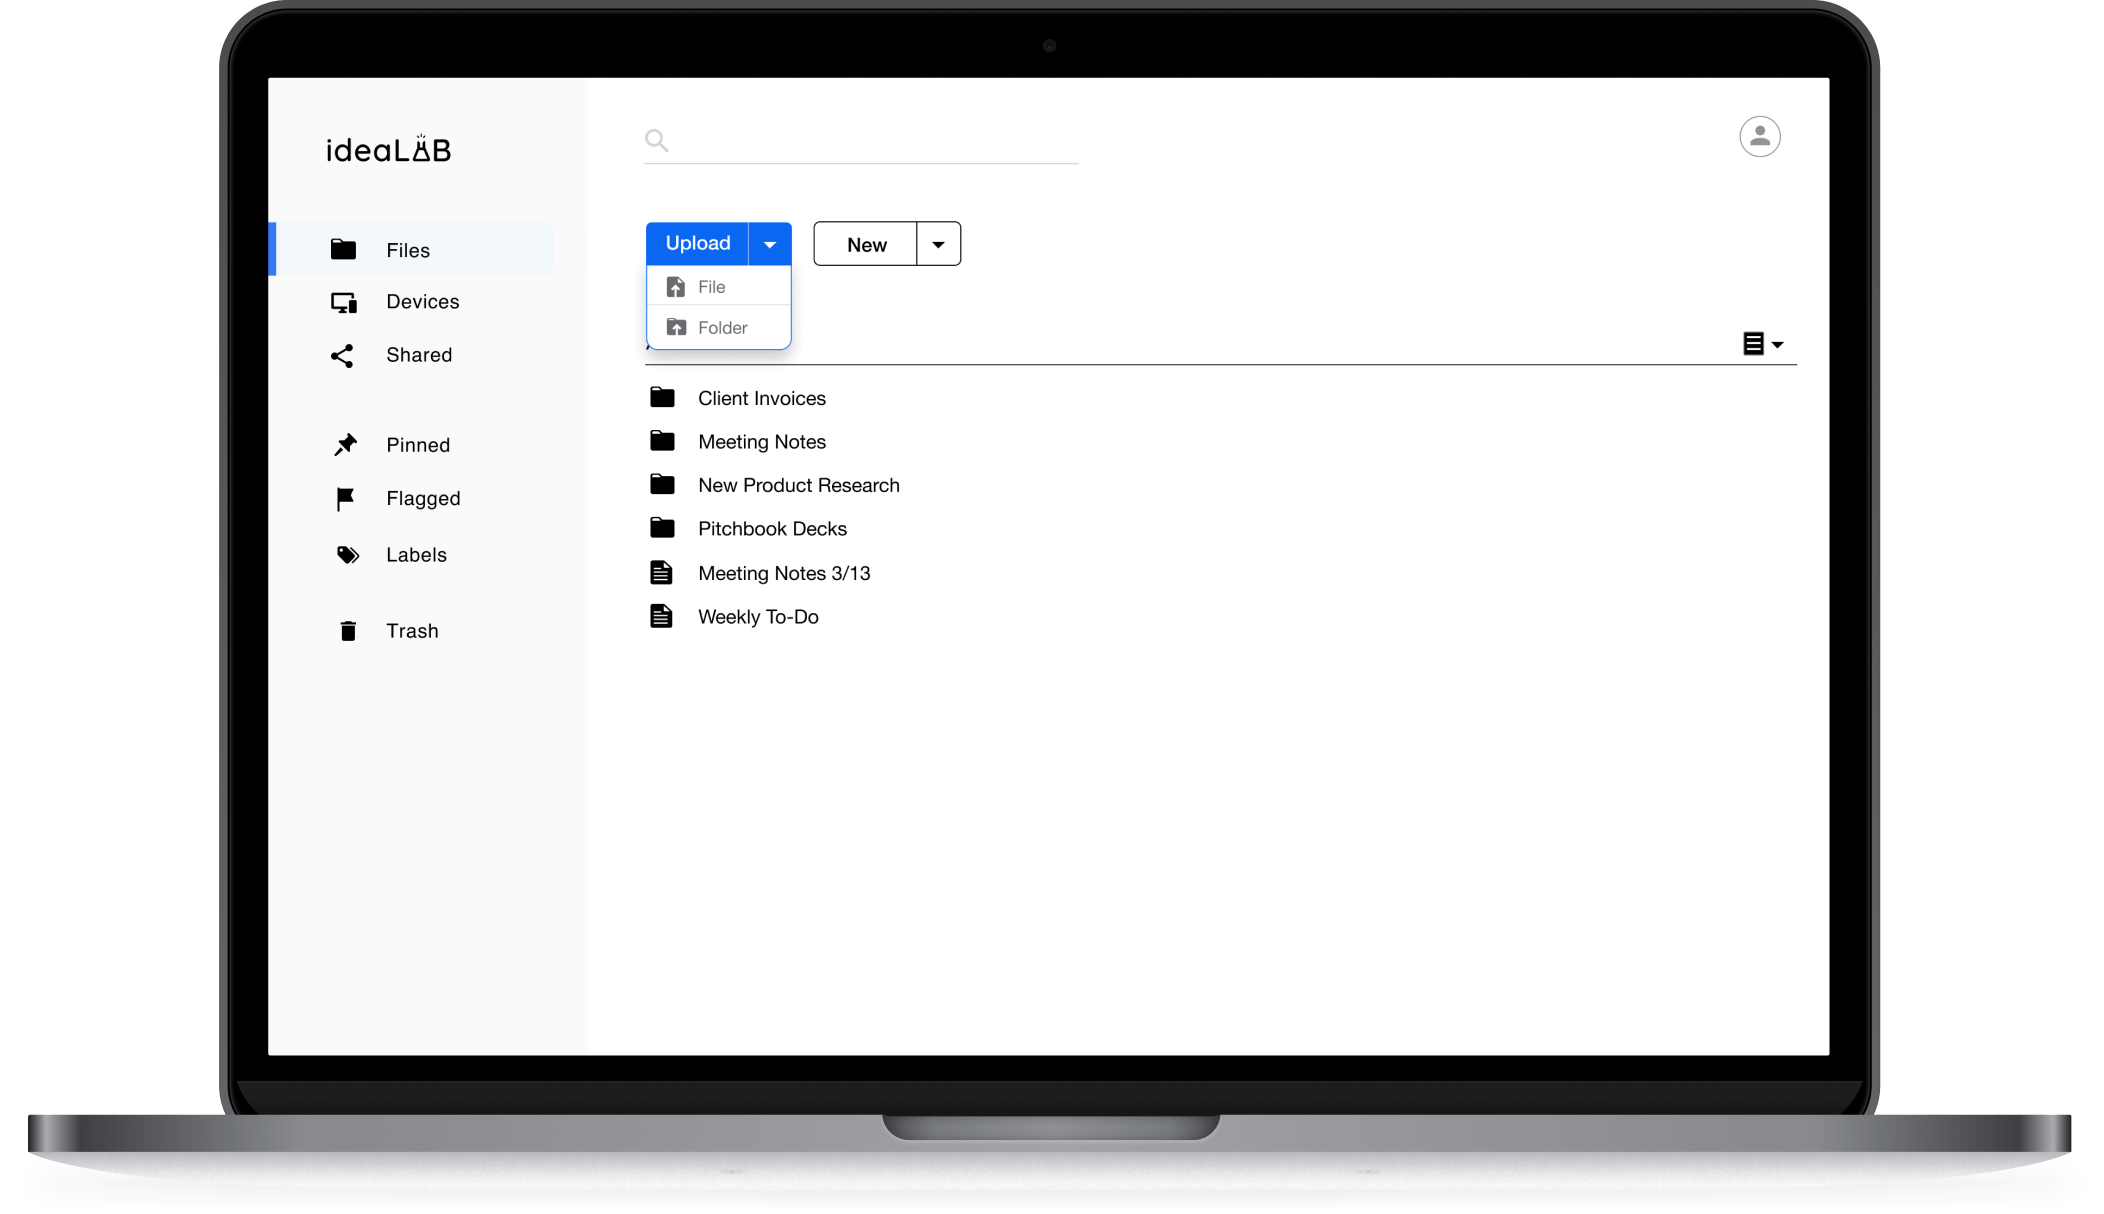 ideaLAB
Files
Devices
Shared
Pinned
Flagged
Labels
Trash
Upload
New
File
Folder
Client Invoices
Meeting Notes
New Product Research
Pitchbook Decks
Meeting Notes 3/13
Weekly To-Do